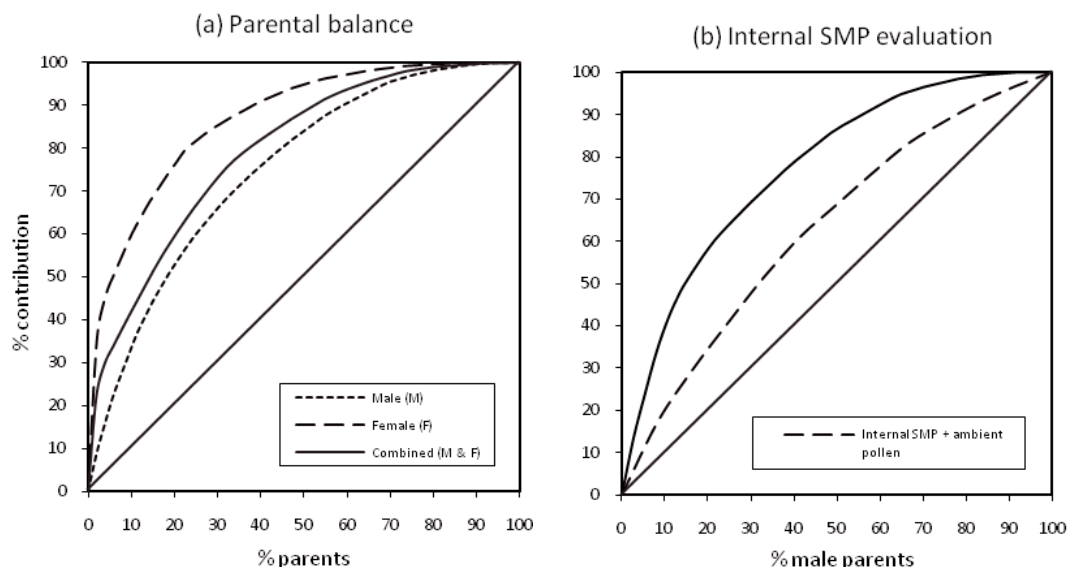 (a) Parental balance
% contribution
100
90
80
70
60
50
40
30
20
10
0
Male (M)
Female (F)
Combined (M & F)
0 10 20 30 40 50 60 70 80 90 100
% parents
(b) Internal SMP evaluation
100
90
80
70
60
50
40
30
20
10
0
Internal SMP + ambient
pollen
0 10 20 30 40 50 60 70 80 90 100
% male parents